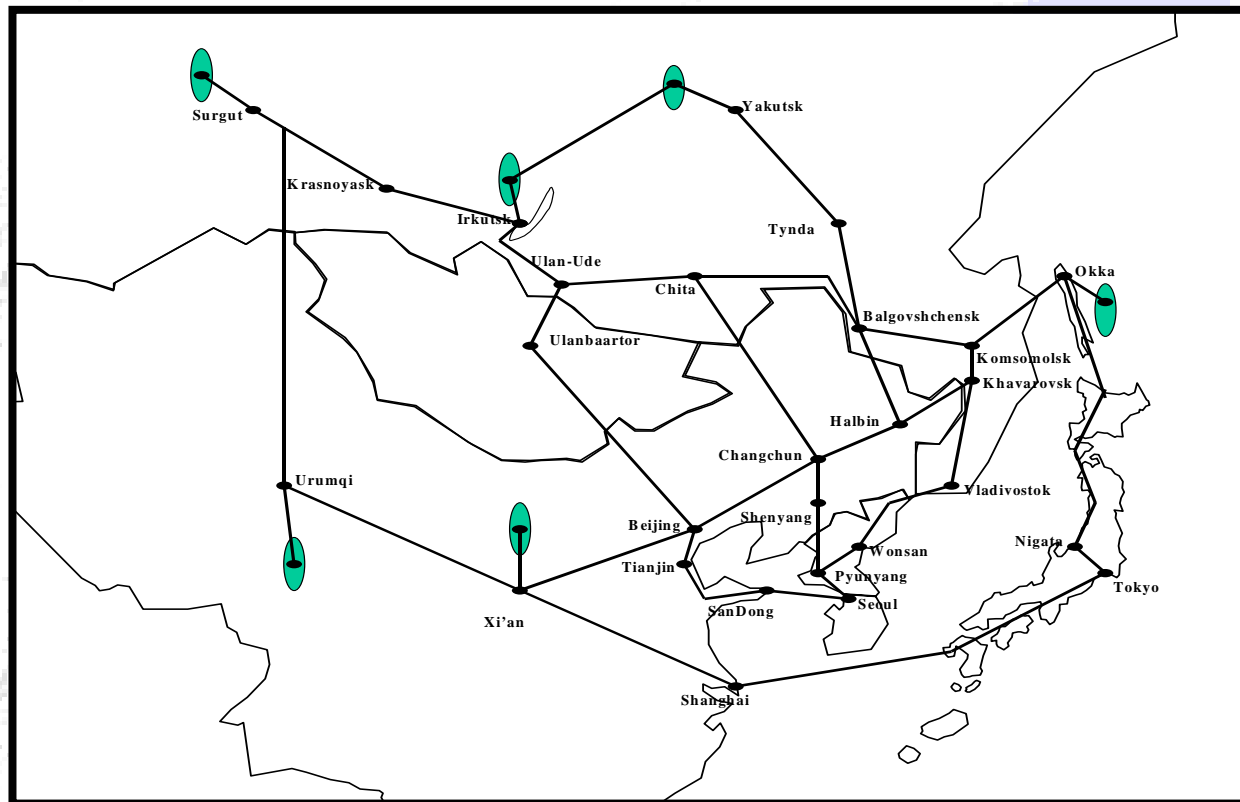 Surgut
Yakutsk
Krasnoyask
Irkutsk
Tynda
Ulan-Ude
Okka
Chita
Balgovshchensk
Ulanbaartor
Komsomolsk
Khavarovsk
Halbin
Changchun
Urumqi
Vladivostok
Shenyang
Beijing
Nigata
Wonsan
Tianjin
Pyunyang
Tokyo
Seoul
SanDong
Xi'an
Shanghai